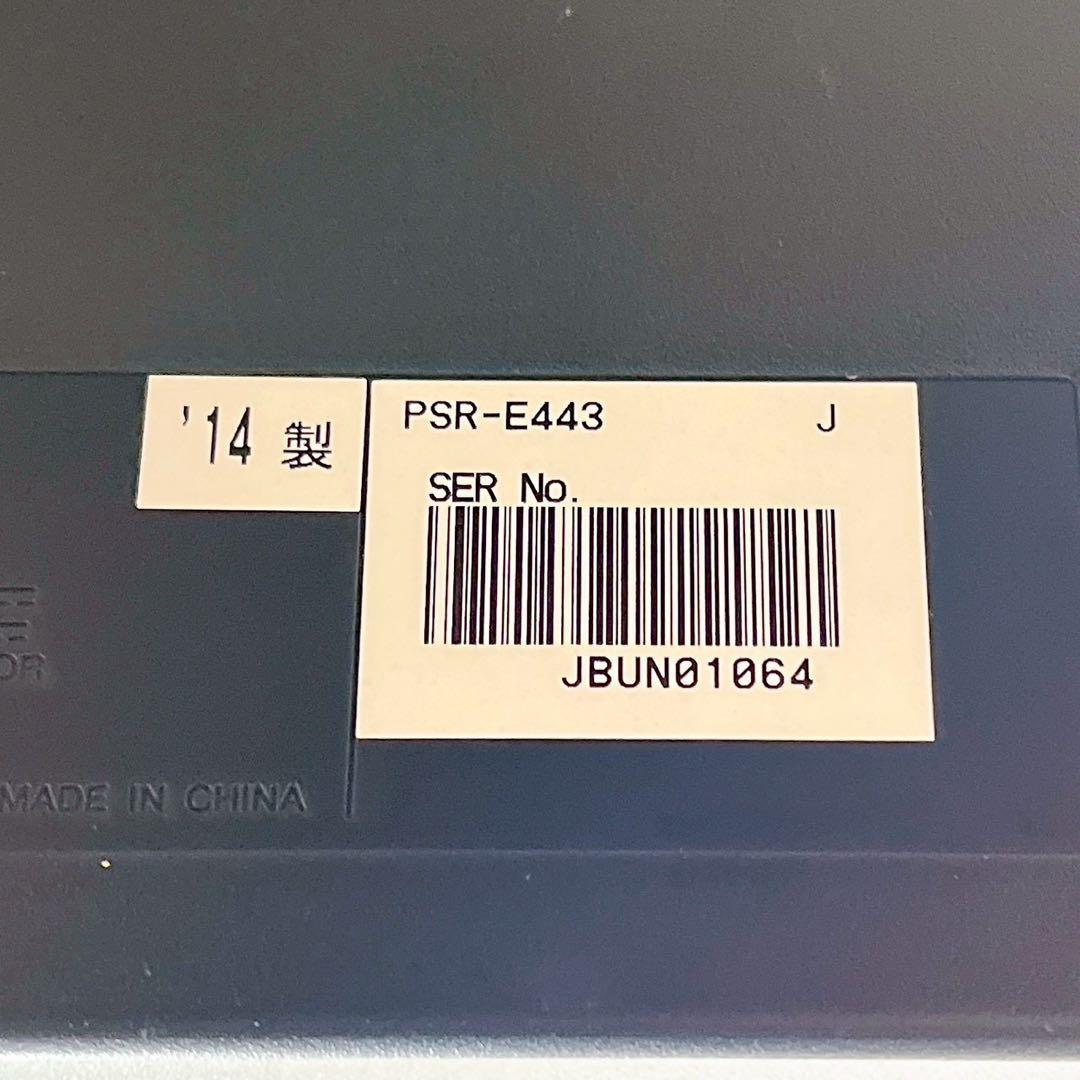 '14 製
PSR-E443 J
SER No.
JBUN01064
MADE IN CHINA